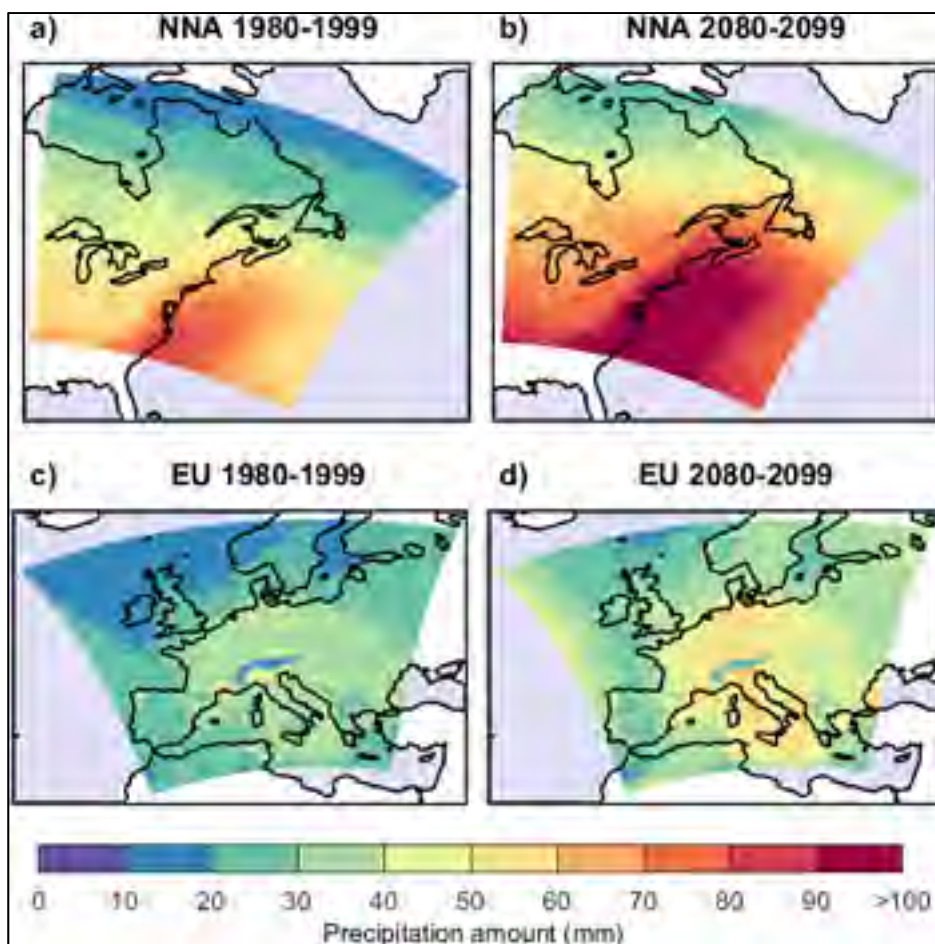 a) NNA 1980-1999
b) NNA 2080-2099
c) EU 1980-1999
d) EU 2080-2099
0 10 20 30 40 50 60 70 80 90 >100
Precipitation amount (mm)